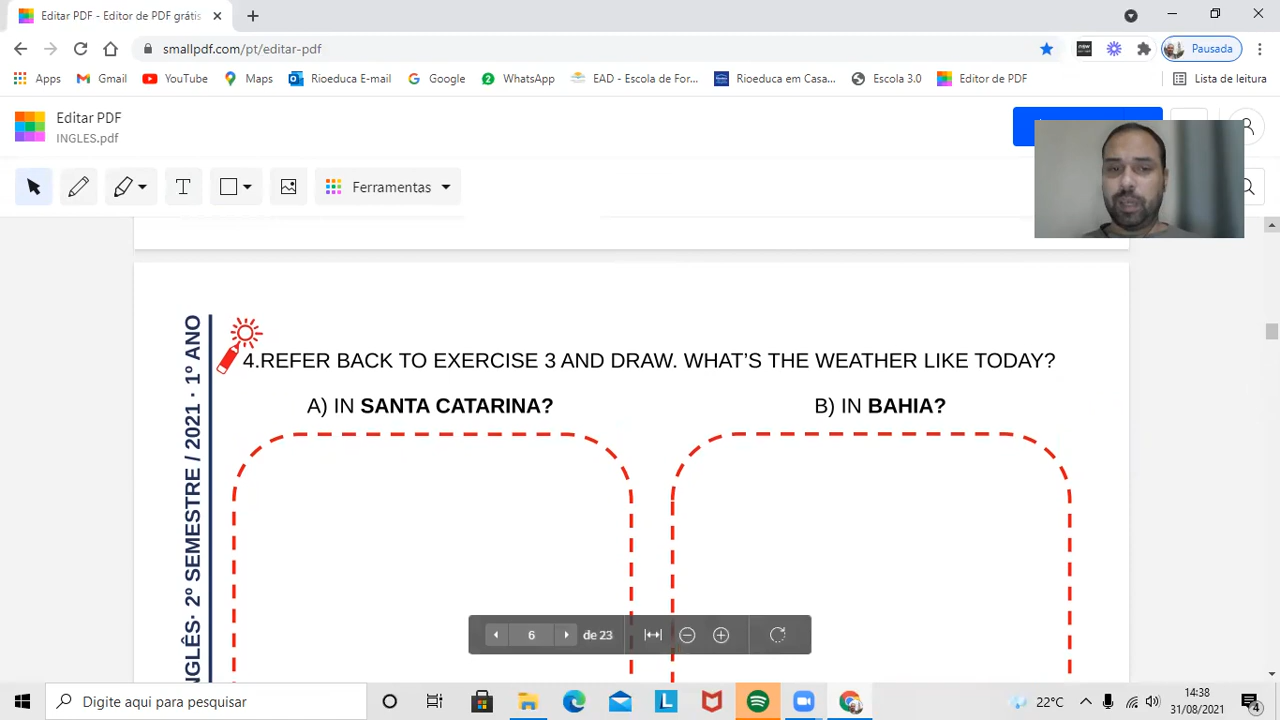 Editar PDF - Editor de PDF grátis
smallpdf.com/pt/editar-pdf
Pausada
Apps
Gmail
YouTube
Maps
Rioeduca E-mail
Google
WhatsApp
EAD - Escola de For...
Rioeduca em Casa...
Escola 3.0
Editor de PDF
Lista de leitura
Editar PDF
INGLES.pdf
Ferramentas
4.REFER BACK TO EXERCISE 3 AND DRAW. WHAT'S THE WEATHER LIKE TODAY?
A) IN SANTA CATARINA?
B) IN BAHIA?
INGLÊS· 2º SEMESTRE / 2021 · 1º ANO
6 de 23
Digite aqui para pesquisar
22°C
14:38
31/08/2021
4